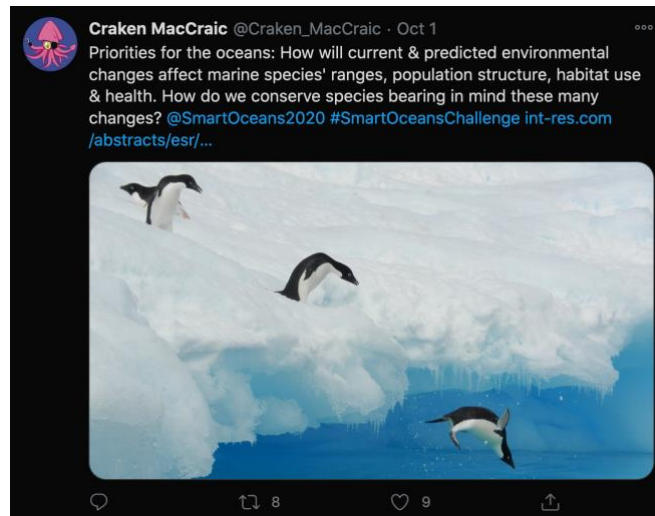 Craken MacCraic @Craken_MacCraic · Oct 1
Priorities for the oceans: How will current & predicted environmental
changes affect marine species' ranges, population structure, habitat use
& health. How do we conserve species bearing in mind these many
changes? @SmartOceans2020 #SmartOceansChallenge int-res.com
/abstracts/esr/...
8 9